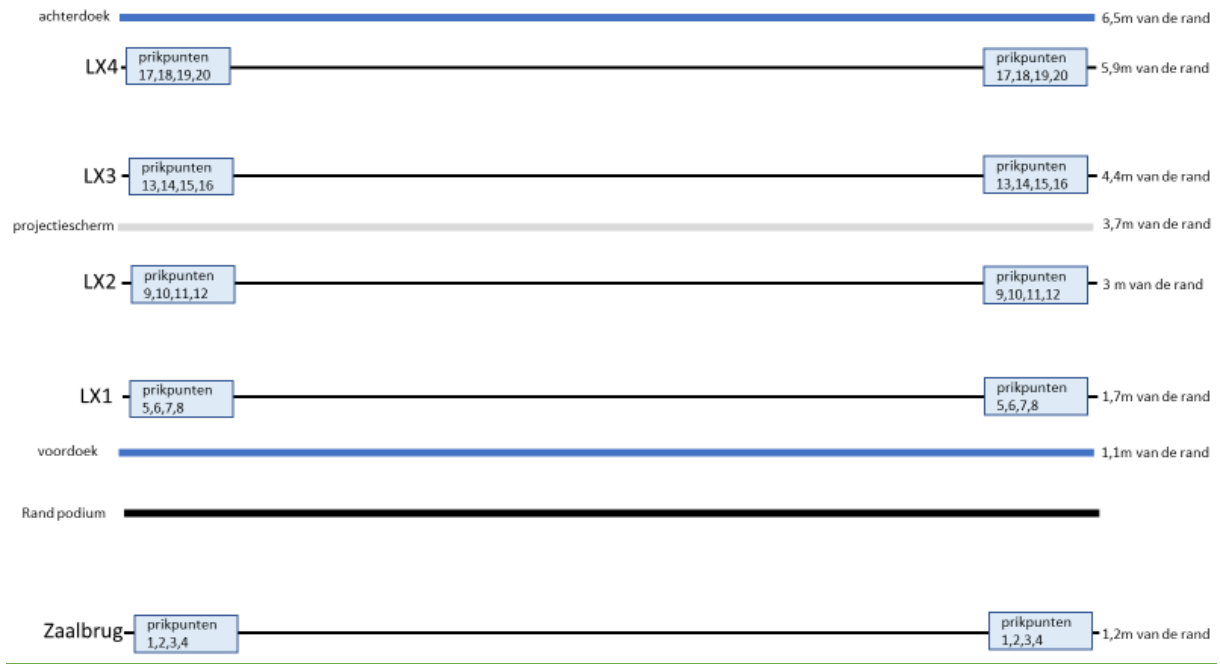 achterdoek
6,5m van de rand
LX4
prikpunten
17,18,19,20
prikpunten
17,18,19,20
5,9m van de rand
LX3
prikpunten
13,14,15,16
prikpunten
13,14,15,16
4,4m van de rand
projectiescherm
3,7m van de rand
LX2
prikpunten
9,10,11,12
prikpunten
9,10,11,12
3 m van de rand
LX1
prikpunten
5,6,7,8
prikpunten
5,6,7,8
1,7m van de rand
voordoek
1,1m van de rand
Rand podium
Zaalbrug
prikpunten
1,2,3,4
prikpunten
1,2,3,4
1,2m van de rand